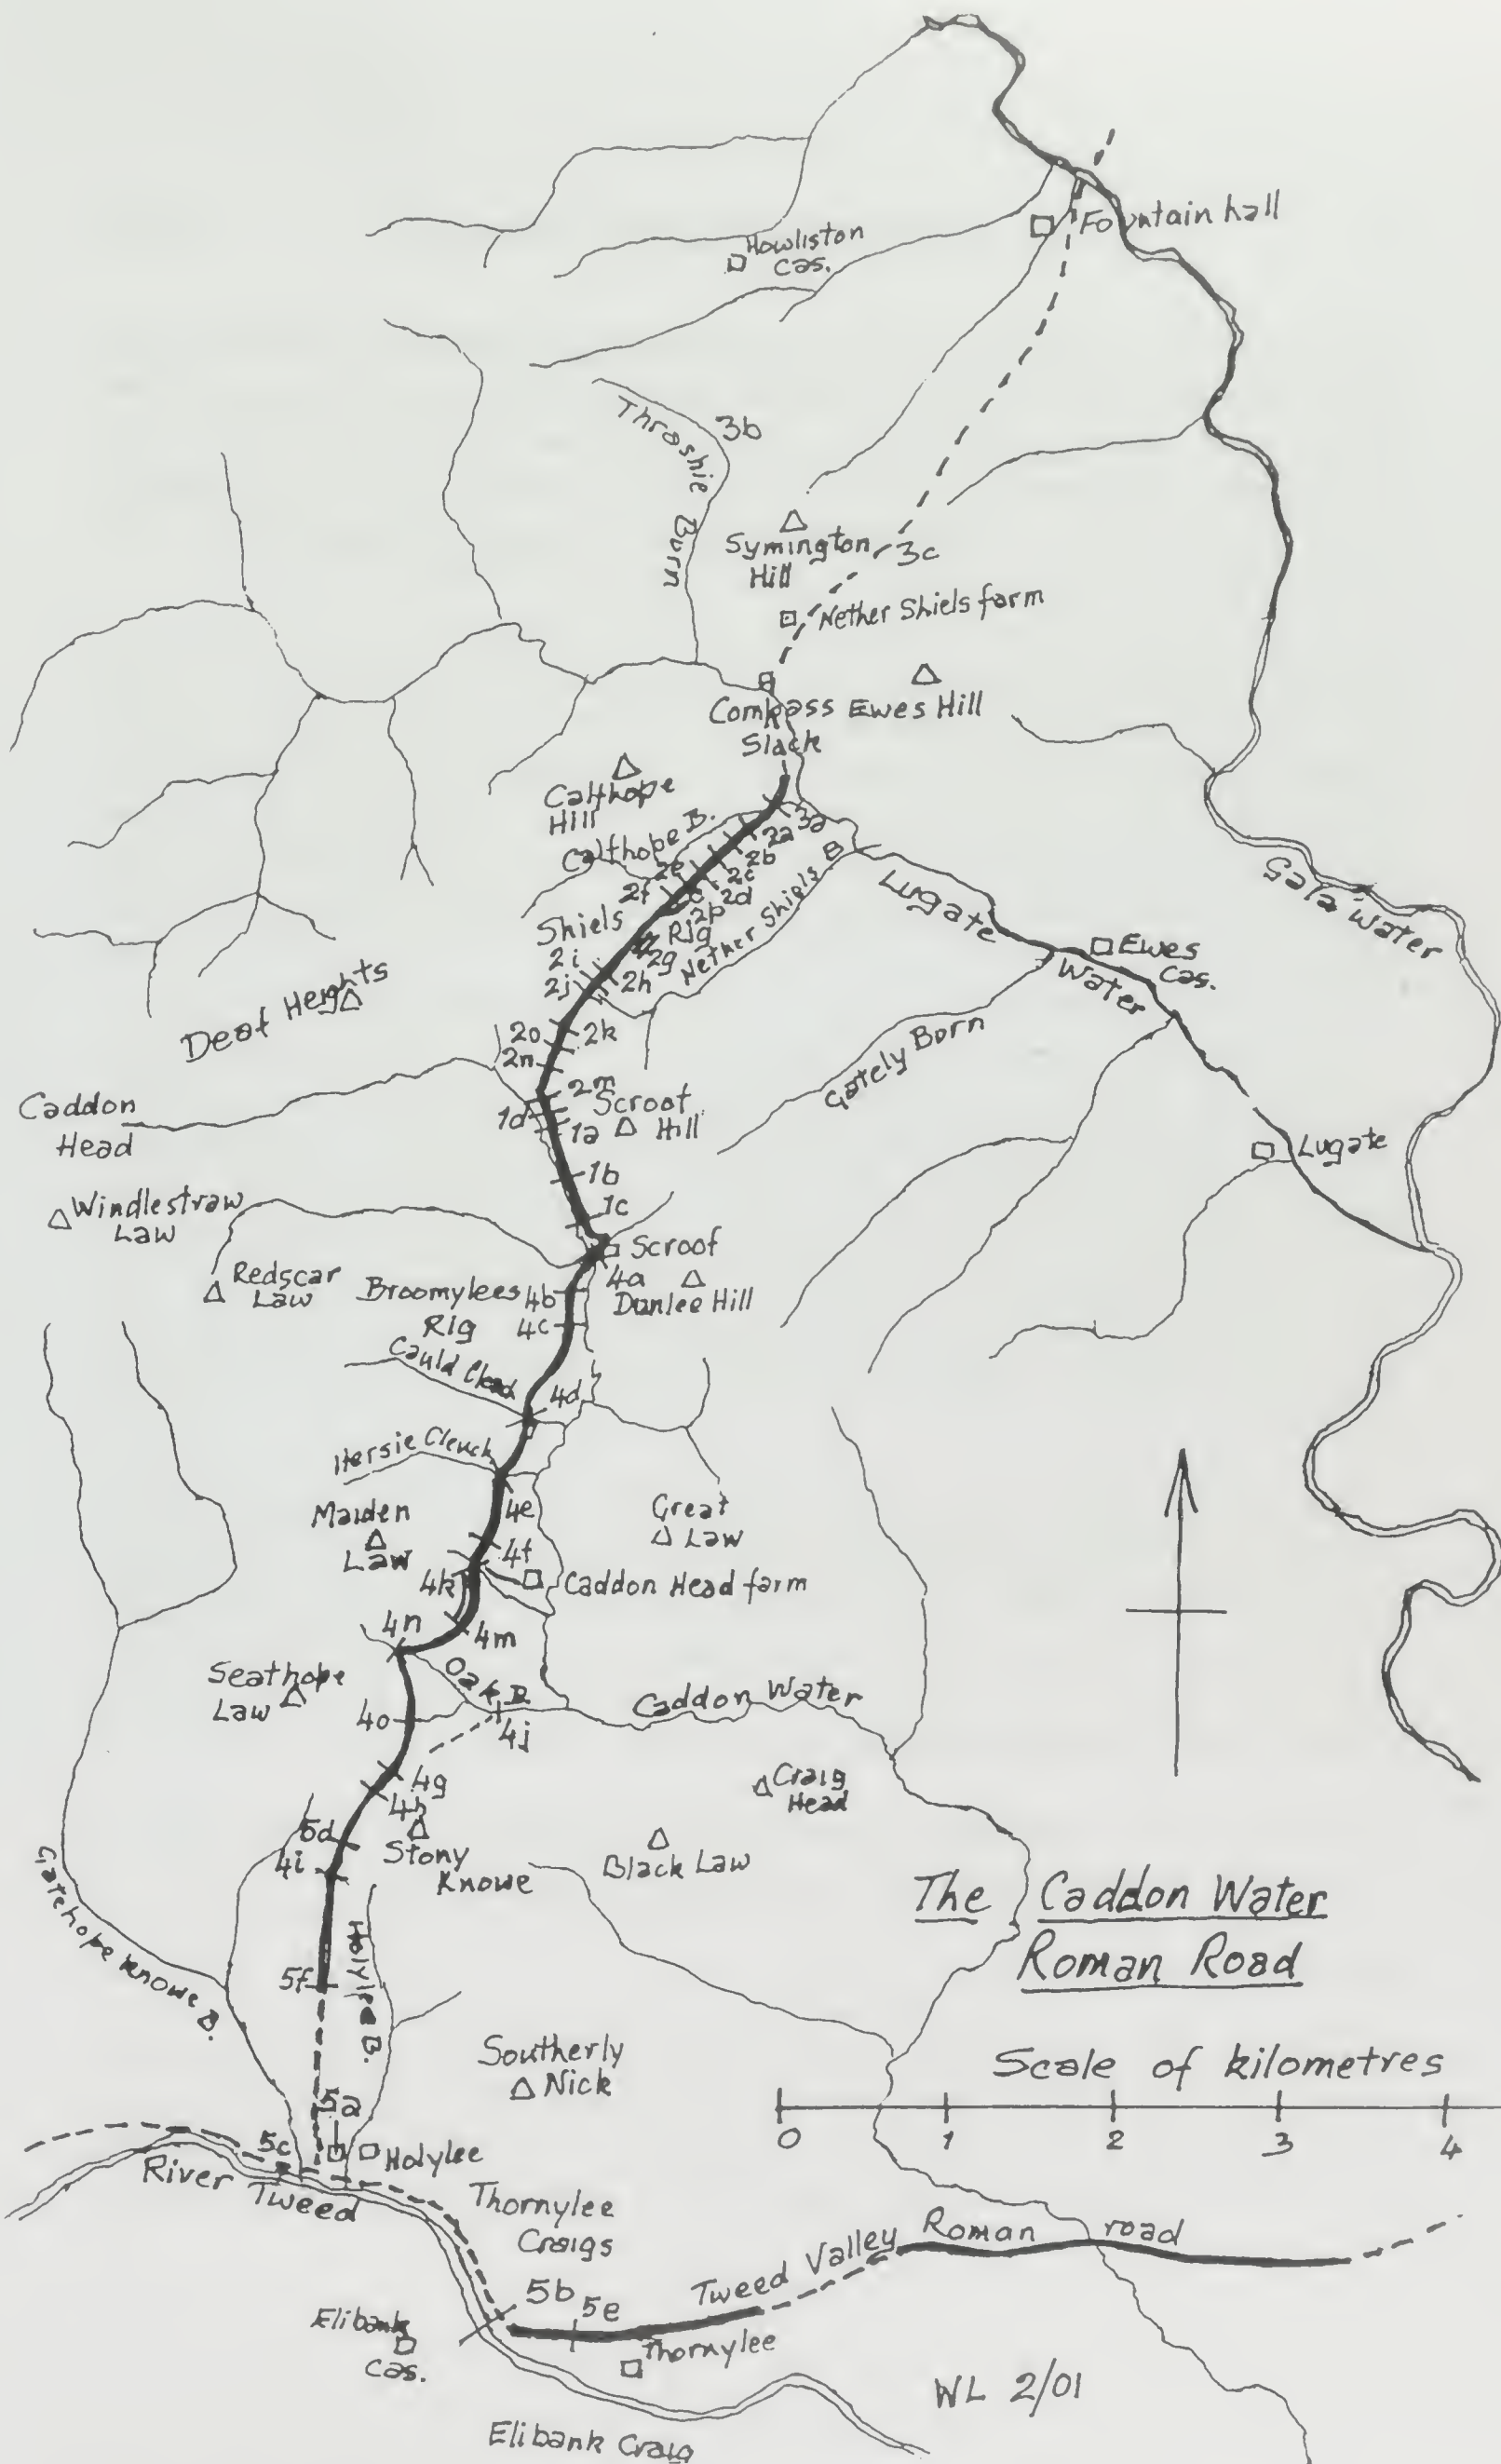 Fountain hall
Howliston
Cas.
Thrashie Burn
3b
Symington
Hill
3c
Nether Shiels farm
Compass
Slack
Ewes Hill
Calthope
Hill
Calthope B.
3a
2a
2b
2c
2d
2e
2f
2p
Shiels
Rig
2g
2h
2i
2j
Nether Shiels B
Lugate
Water
Ewes
Cas.
Gala Water
Deaf Heights
2o
2k
2n
2m
Gately Born
Caddon
Head
1d
1a
Scroof
Hill
Lugate
1b
1c
Windlestraw
Law
Scroof
Redscar
Law
Broomylees
Rig
4a
4b
4c
Dunlee Hill
Cauld
4d
Hersie Cleuch
4e
Maiden
Law
Great
Law
4f
4k
Caddon Head farm
4n
4m
Seathope
Law
Oak B
Caddon Water
4o
4j
4g
4h
Craig
Head
5d
4i
Stony
Knowe
Black Law
Gatehope Knowe B.
Holylee B.
The Caddon Water
Roman Road
5f
Southerly
Nick
Scale of kilometres
0 1 2 3 4
5a
5c
Holylee
River Tweed
Thornylee
Craigs
Tweed Valley Roman road
5b
5e
Elibank
Cas.
Thornylee
WL 2/01
Elibank Craig